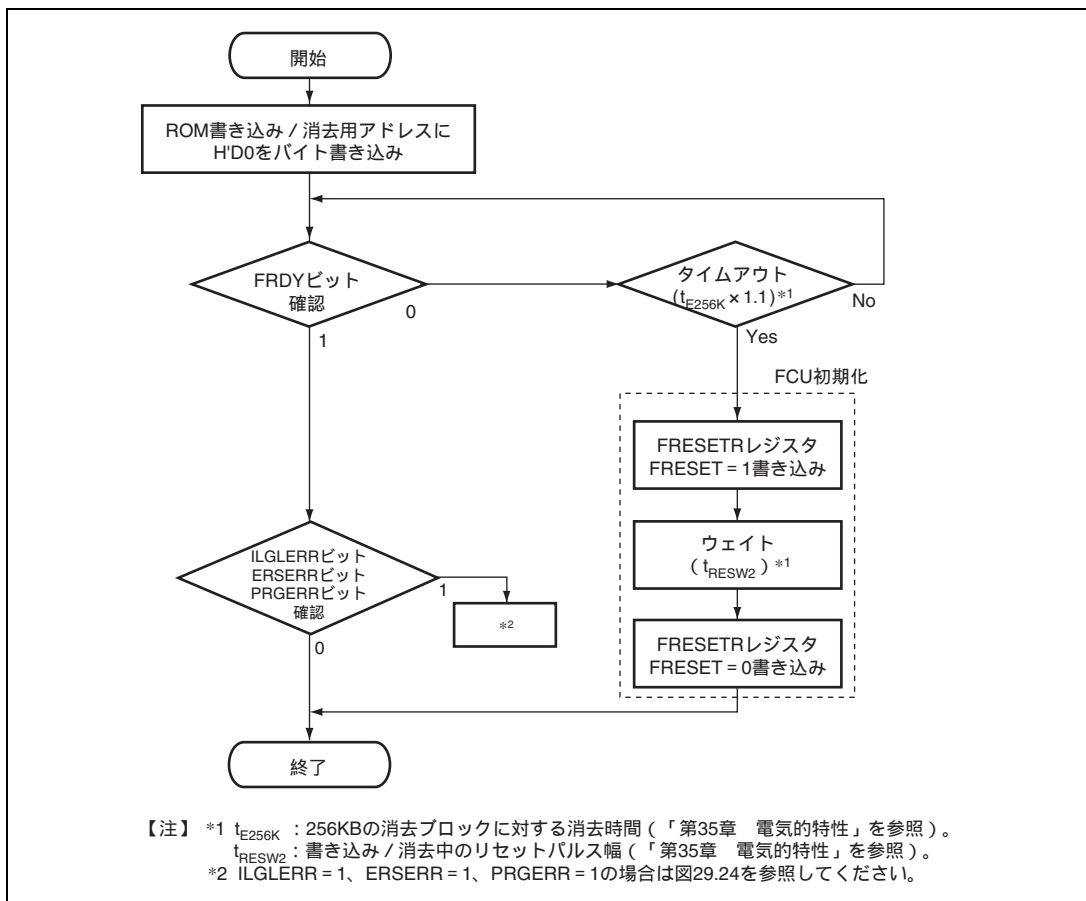 開始
ROM書き込み / 消去用アドレスに
H'D0をバイト書き込み
FRDYビット
確認
0
1
タイムアウト
(tE256K × 1.1)*1
No
Yes
FCU初期化
FRESETRレジスタ
FRESET = 1書き込み
ウェイト
( tRESW2 ) *1
FRESETRレジスタ
FRESET = 0書き込み
ILGLERRビット
ERSERRビット
PRGERRビット
確認
1
0
*2
終了
【注】 *1 tE256K ：256KBの消去ブロックに対する消去時間（「第35章 電気的特性」を参照）。
tRESW2：書き込み / 消去中のリセットパルス幅（「第35章 電気的特性」を参照）。
*2 ILGLERR = 1、ERSERR = 1、PRGERR = 1の場合は図29.24を参照してください。